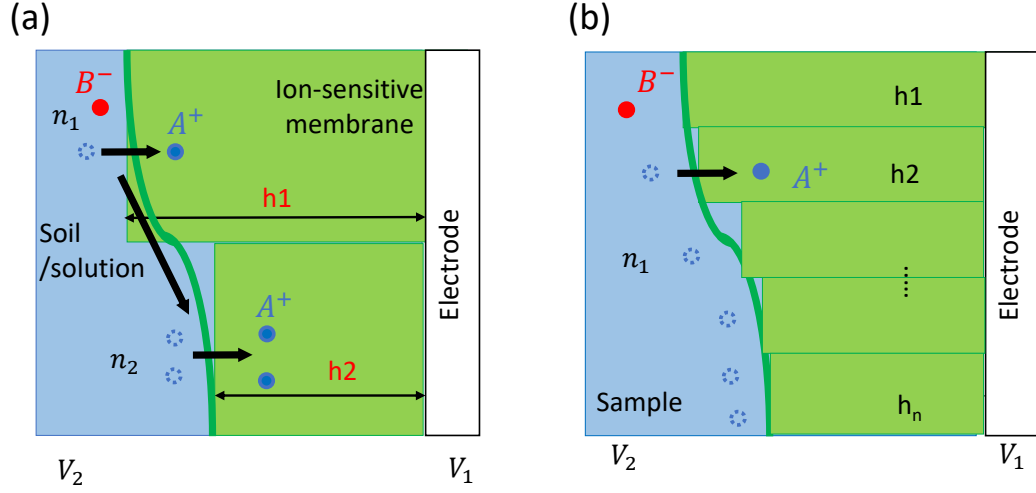 (a)
B⁻
n₁
A⁺
Ion-sensitive
membrane
h1
Soil
/solution
A⁺
n₂
h2
Electrode
V₂
V₁
(b)
B⁻
h1
A⁺
h2
n₁
......
Sample
hₙ
Electrode
V₂
V₁